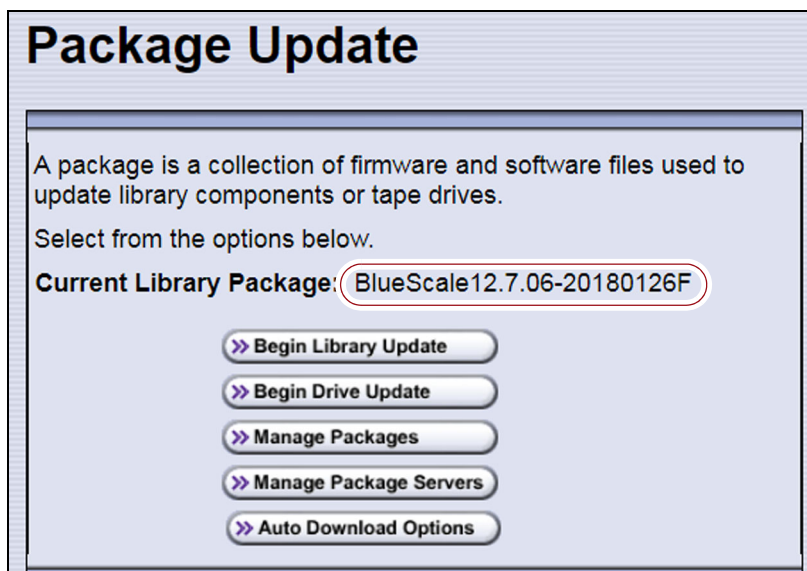 Package Update
A package is a collection of firmware and software files used to
update library components or tape drives.
Select from the options below.
Current Library Package: BlueScale12.7.06-20180126F
Begin Library Update
Begin Drive Update
Manage Packages
Manage Package Servers
Auto Download Options